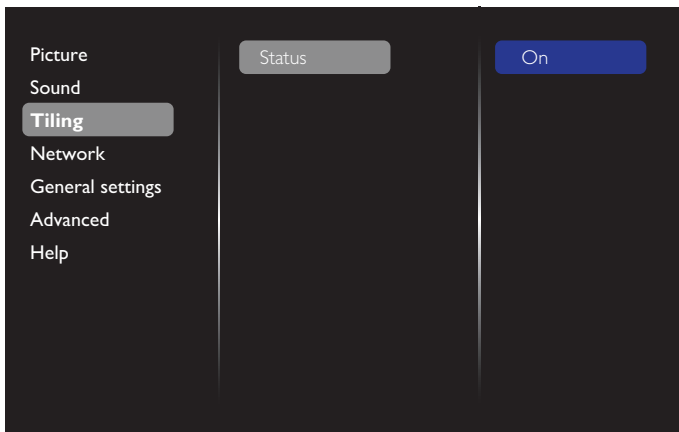 Picture
Sound
Tiling
Network
General settings
Advanced
Help
Status
On